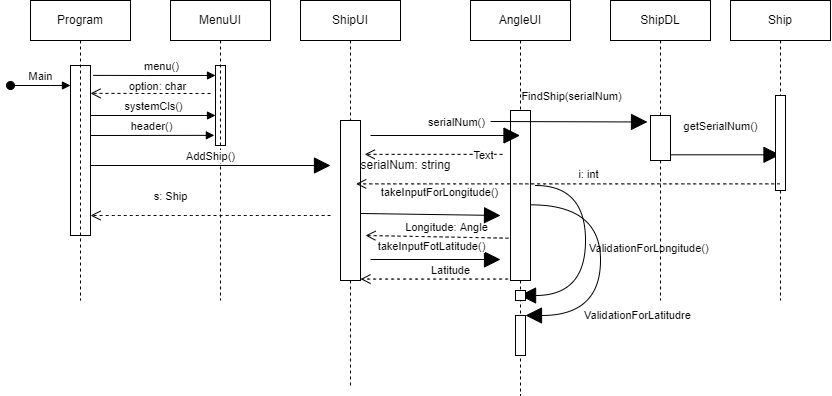 Program
MenuUI
ShipUI
AngleUI
ShipDL
Ship
Main
menu()
option: char
systemCls()
header()
AddShip()
s: Ship
FindShip(serialNum)
serialNum()
getSerialNum()
Text
serialNum: string
i: int
takeInputForLongitude()
Longitude: Angle
takeInputFotLatitude()
ValidationForLongitude()
Latitude
ValidationForLatitudre